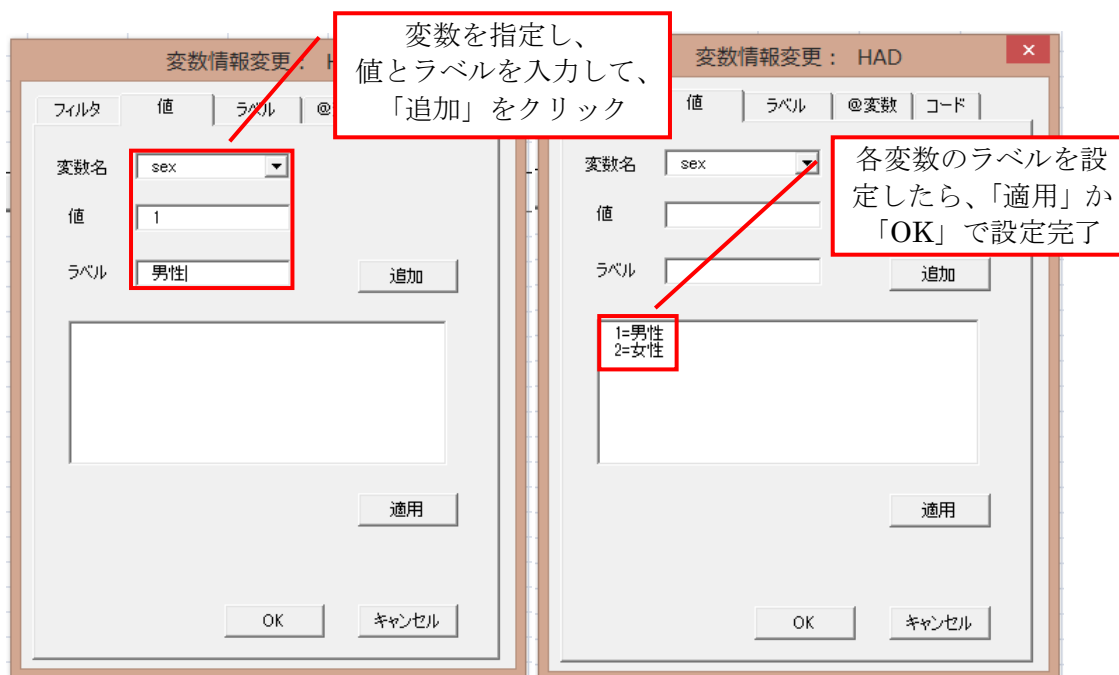 変数を指定し、
値とラベルを入力して、
「追加」をクリック
変数情報変更:
フィルタ 値 ラベル @
変数名 sex
値 1
ラベル 男性
追加
適用
OK キャンセル
変数情報変更: HAD
値 ラベル @変数 コード
各変数のラベルを設
定したら、「適用」か
「OK」で設定完了
変数名 sex
値
ラベル
追加
1=男性
2=女性
適用
OK キャンセル